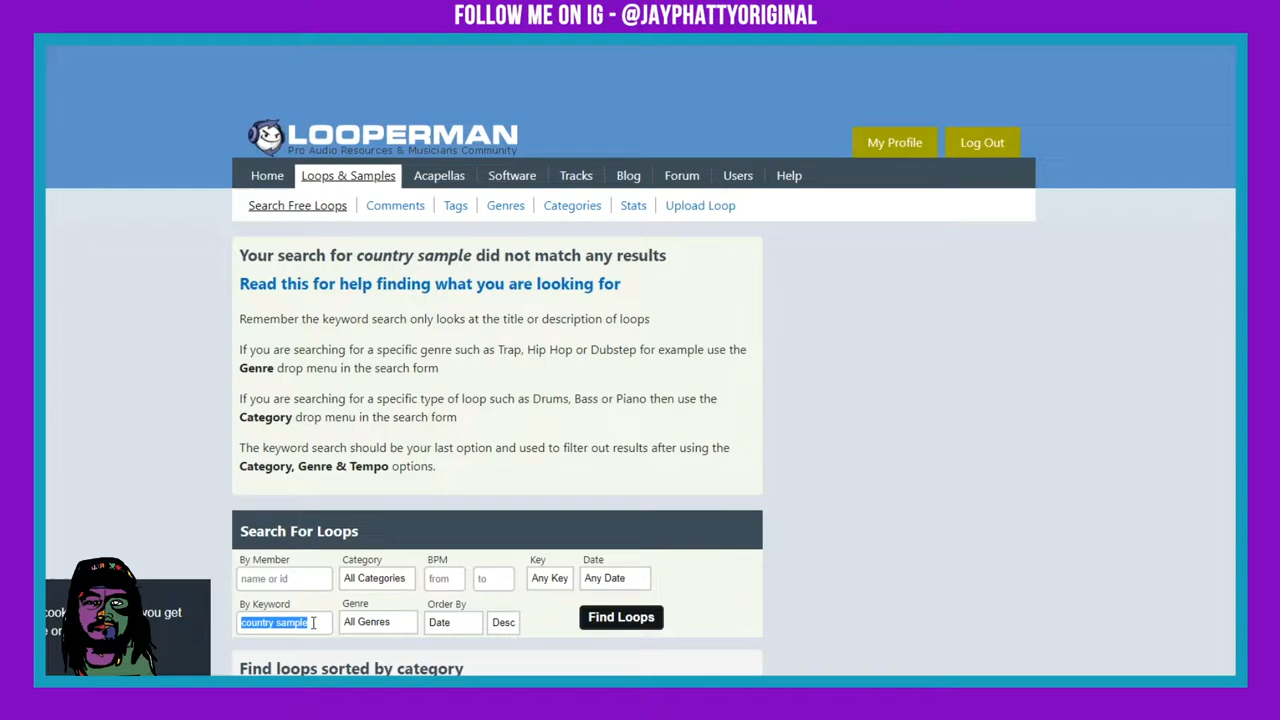 FOLLOW ME ON IG - @JAYPHATTYORIGINAL
LOOPERMAN
Pro Audio Resources & Musicians Community
My Profile
Log Out
Home
Loops & Samples
Acapellas
Software
Tracks
Blog
Forum
Users
Help
Search Free Loops
Comments
Tags
Genres
Categories
Stats
Upload Loop
Your search for country sample did not match any results
Read this for help finding what you are looking for
Remember the keyword search only looks at the title or description of loops
If you are searching for a specific genre such as Trap, Hip Hop or Dubstep for example use the
Genre drop menu in the search form
If you are searching for a specific type of loop such as Drums, Bass or Piano then use the
Category drop menu in the search form
The keyword search should be your last option and used to filter out results after using the
Category, Genre & Tempo options.
Search For Loops
By Member
Category
BPM
Key
Date
name or id
All Categories
from
to
Any Key
Any Date
By Keyword
Genre
Order By
country sample
All Genres
Date
Desc
Find Loops
you get
Find loops sorted by category